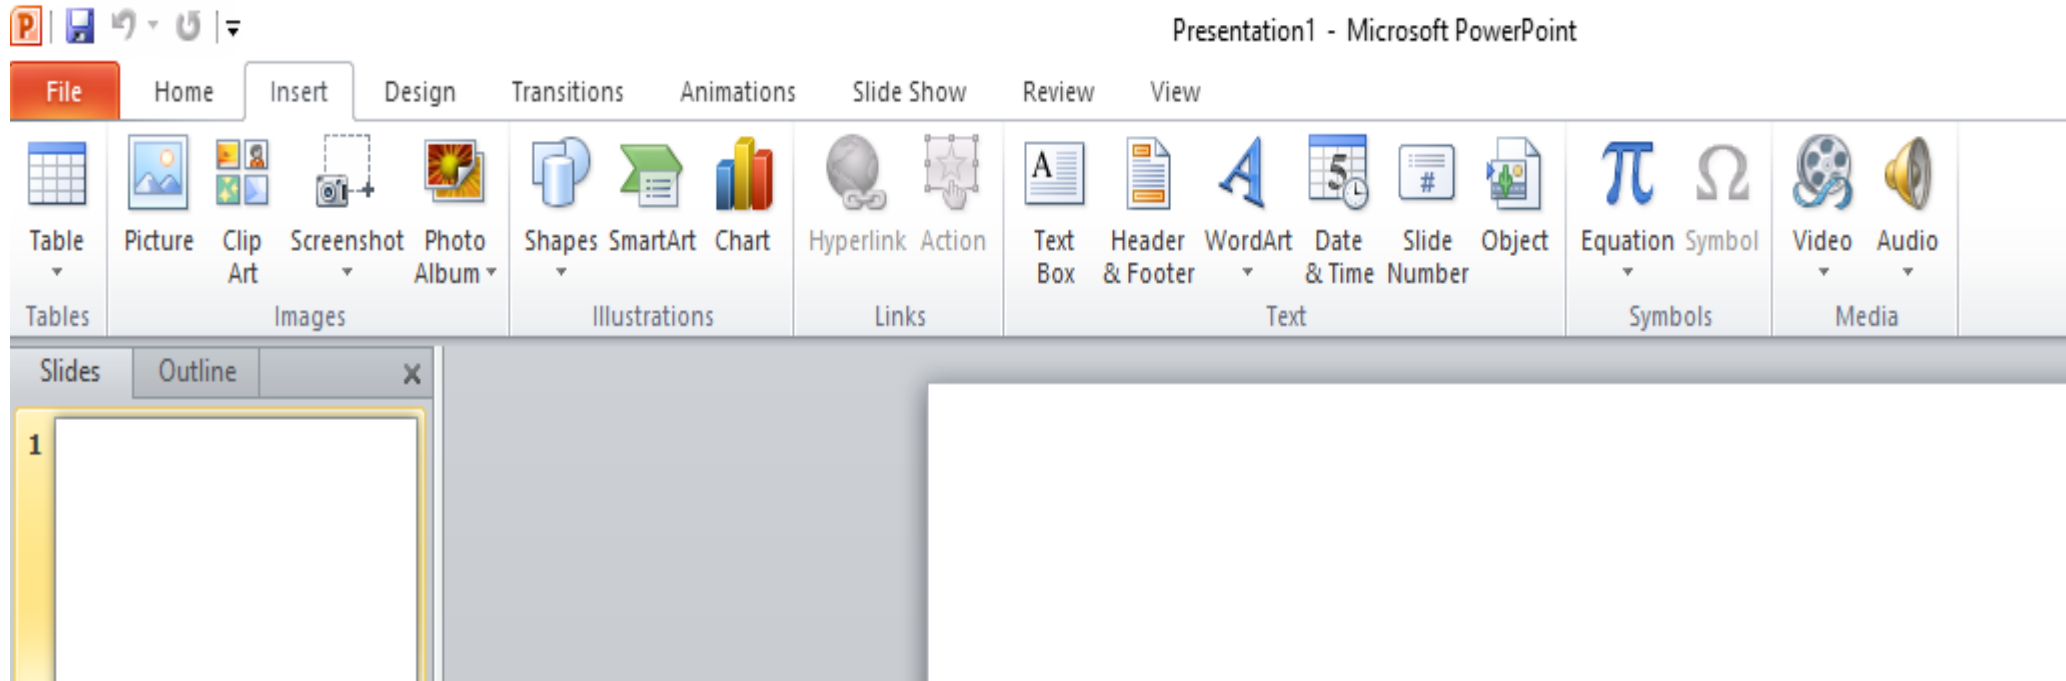 Presentation1 - Microsoft PowerPoint
File Home Insert Design Transitions Animations Slide Show Review View
Table Picture Clip Art Screenshot Photo Album Shapes SmartArt Chart Hyperlink Action Text Box Header & Footer WordArt Date & Time Slide Number Object Equation Symbol Video Audio
Tables Images Illustrations Links Text Symbols Media
Slides Outline
1